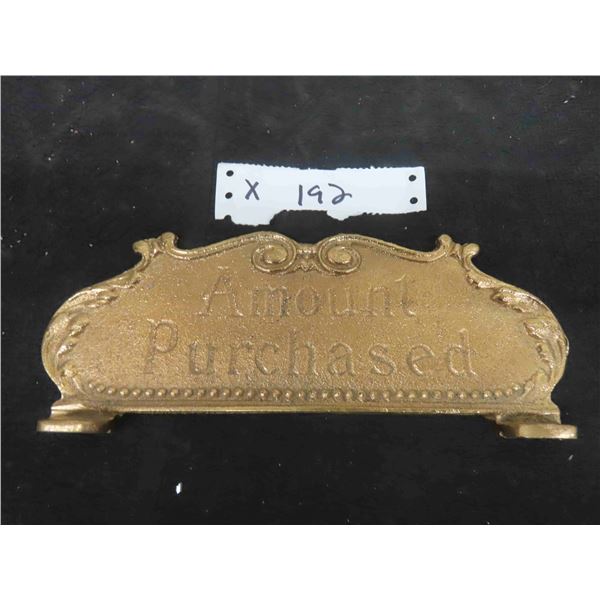 X 192
Amount
Purchased